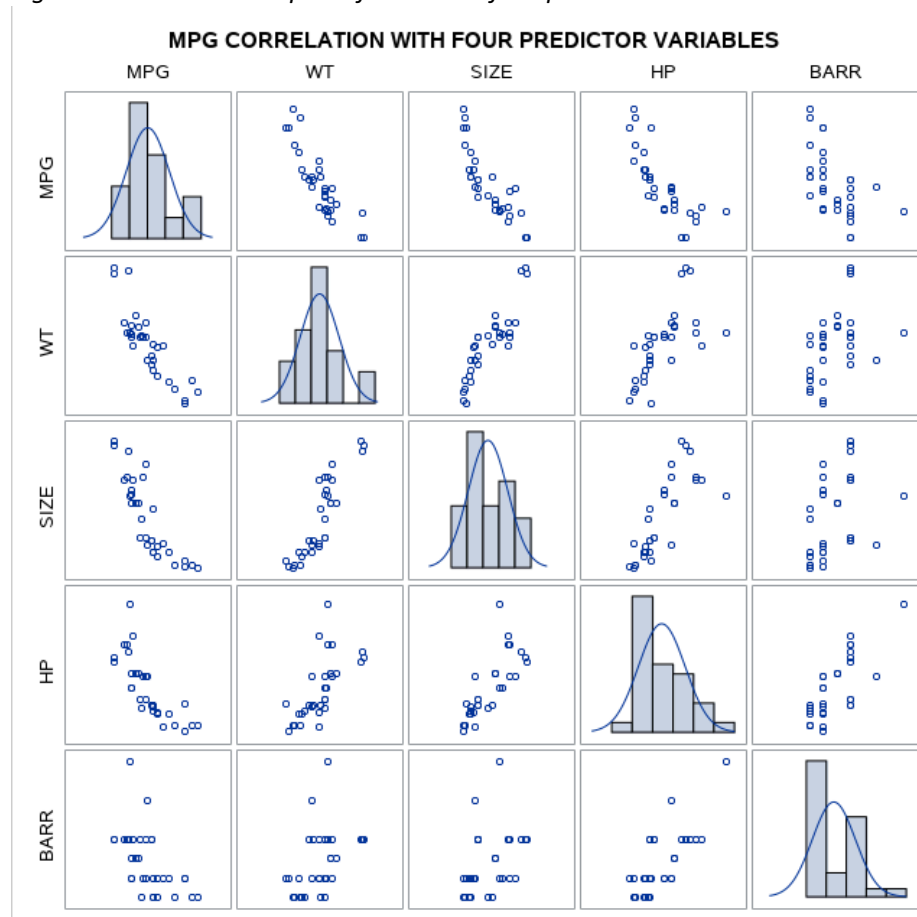 MPG CORRELATION WITH FOUR PREDICTOR VARIABLES
MPG WT SIZE HP BARR
MPG
WT
SIZE
HP
BARR